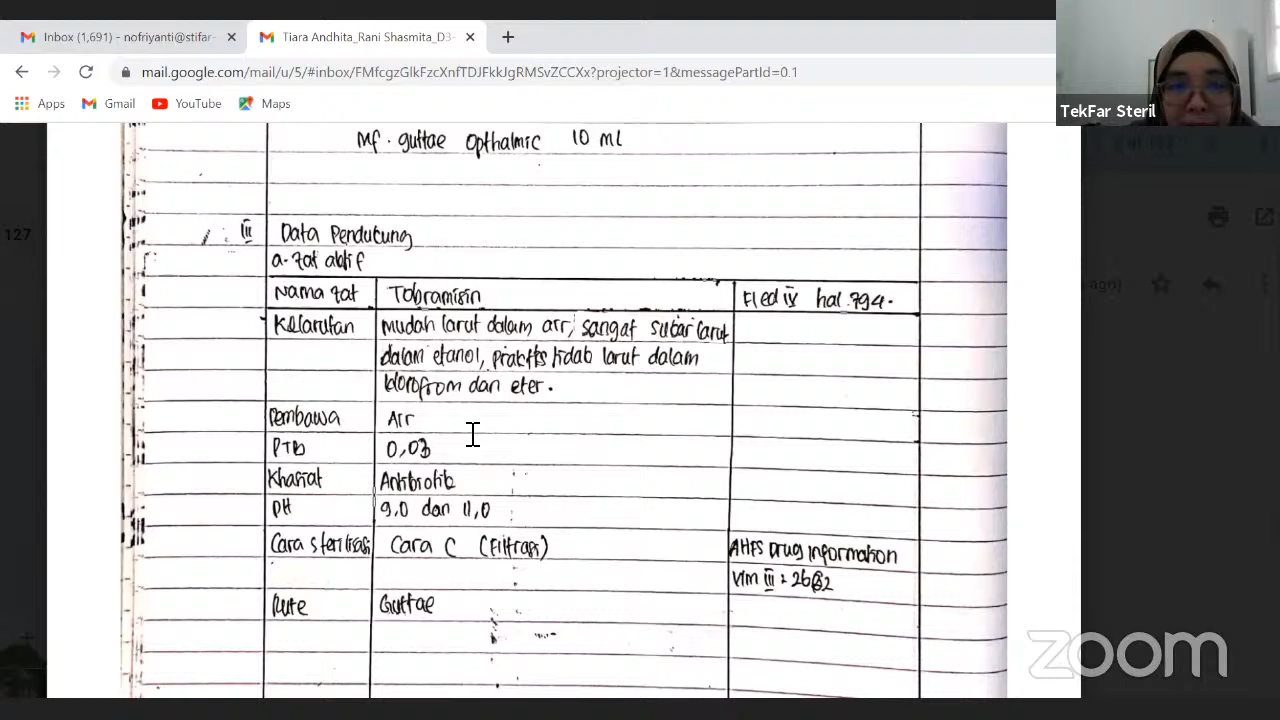 Inbox (1,691) - nofriyanti@stifar-
Tiara Andhita_Rani Shasmita_D3-
mail.google.com/mail/u/5/#inbox/FMfcgzGlkFzcXnfTDJFkkJgRMSvZCCXx?projector=1&messagePartId=0.1
Apps Gmail YouTube Maps
TekFar Steril
Mf. guttae Opthalmic 10 ml
127
III Data Pendukung
a. zat aktif
Nama zat Tobramisin FI ed IV hal. 794.
Kelarutan mudah larut dalam air, sangat sukar larut
dalam etanol, praktis tidak larut dalam
klorofrom dan eter.
Pembawa Air
PTb 0,03
Khasiat Antibiotik
PH 9,0 dan 11,0
Cara sterilisasi Cara C (Filtrasi) AHFS Drug Information
Rute Guttae
ago)
zoom